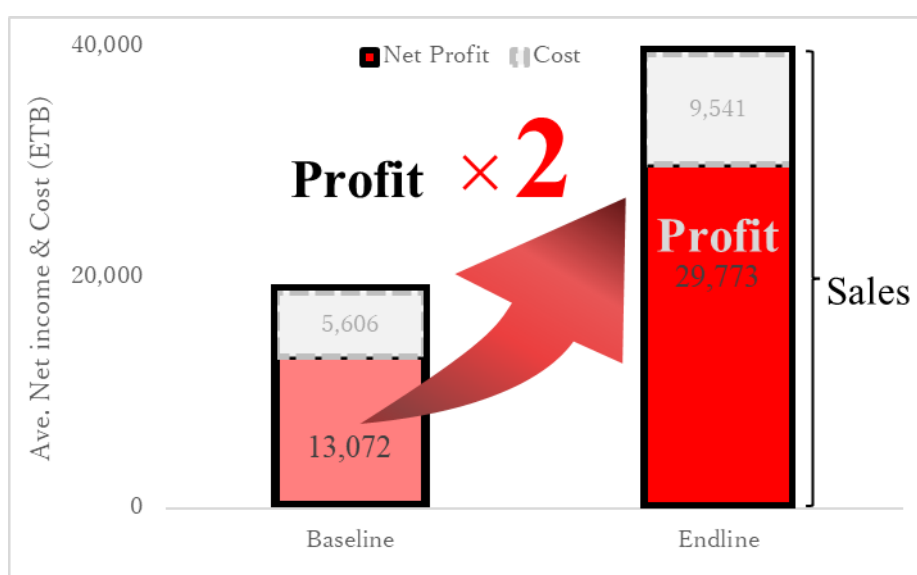 40,000
Net Profit Cost
9,541
Profit × 2
Profit
29,773
20,000
Sales
5,606
13,072
0
Baseline Endline
Ave. Net income & Cost (ETB)